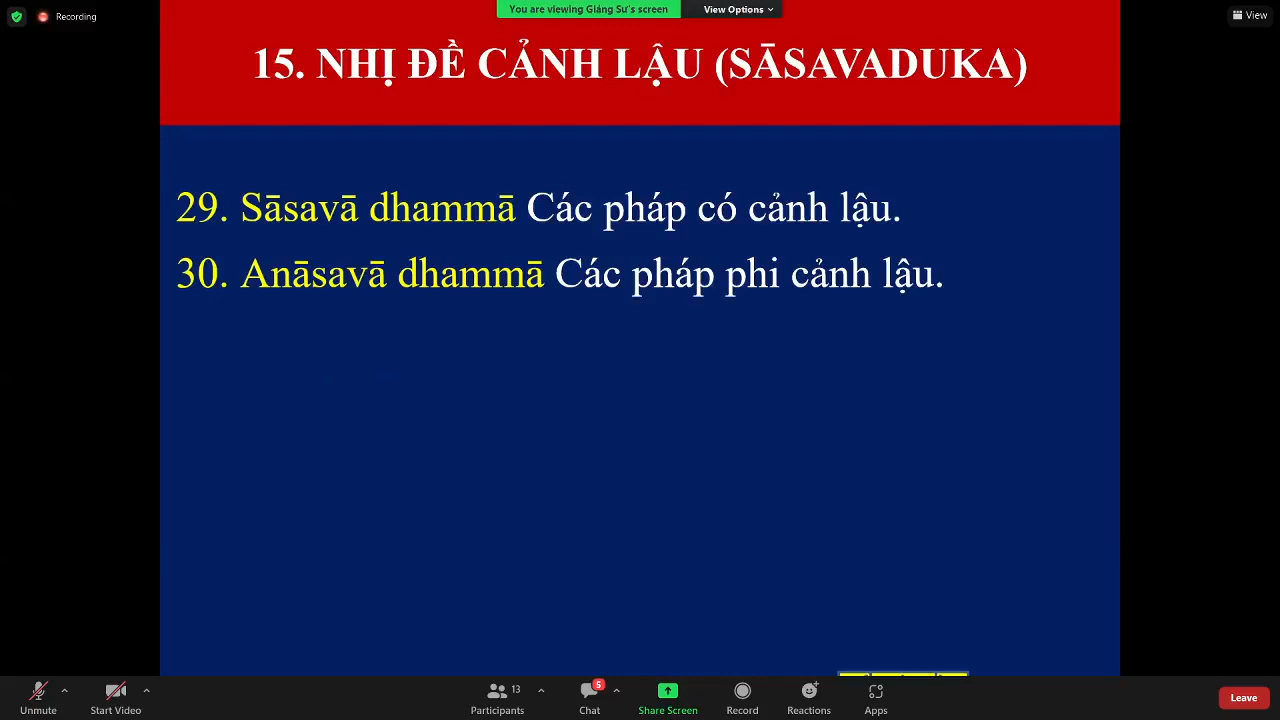 You are viewing Giảng Sư's screen
View Options
Recording
View
15. NHỊ ĐỀ CẢNH LẬU (SĀSAVADUKA)
29. Sāsavā dhammā Các pháp có cảnh lậu.
30. Anāsavā dhammā Các pháp phi cảnh lậu.
Unmute
Start Video
13
Participants
5
Chat
Share Screen
Record
Reactions
Apps
Leave